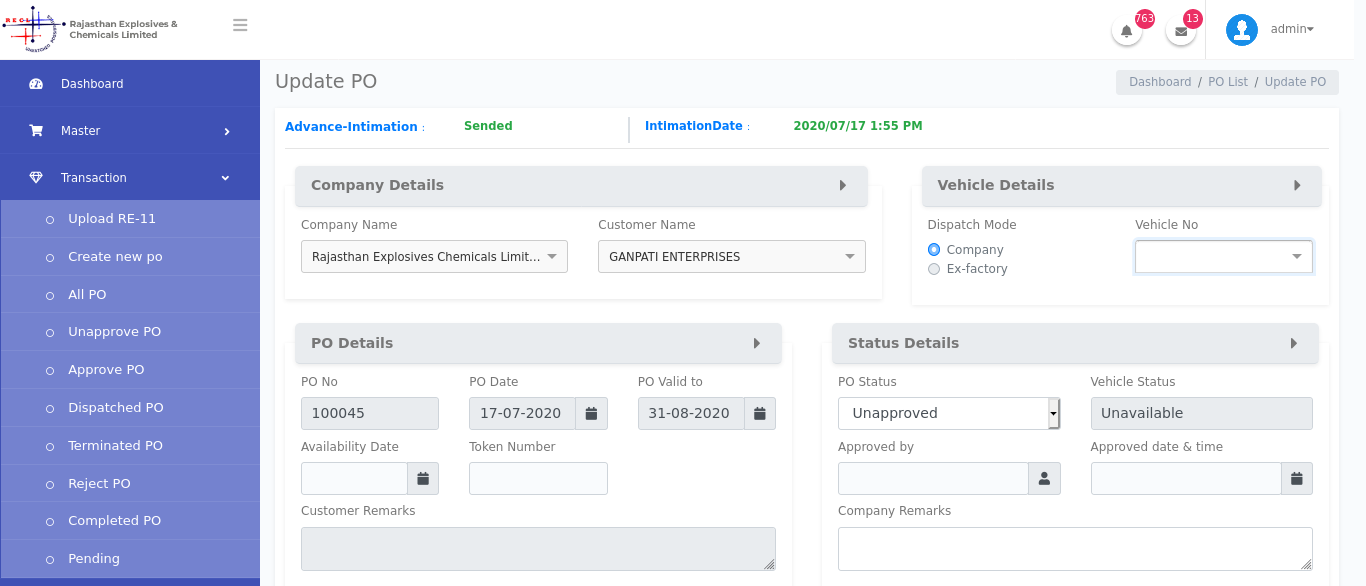 R E C L
Rajasthan Explosives &
Chemicals Limited
763
13
admin
Dashboard
Master
Transaction
Upload RE-11
Create new po
All PO
Unapprove PO
Approve PO
Dispatched PO
Terminated PO
Reject PO
Completed PO
Pending
Update PO
Dashboard / PO List / Update PO
Advance-Intimation :
Sended
IntimationDate :
2020/07/17 1:55 PM
Company Details
Company Name
Customer Name
Rajasthan Explosives Chemicals Limit...
GANPATI ENTERPRISES
Vehicle Details
Dispatch Mode
Vehicle No
Company
Ex-factory
PO Details
PO No
PO Date
PO Valid to
100045
17-07-2020
31-08-2020
Availability Date
Token Number
Customer Remarks
Status Details
PO Status
Vehicle Status
Unapproved
Unavailable
Approved by
Approved date & time
Company Remarks